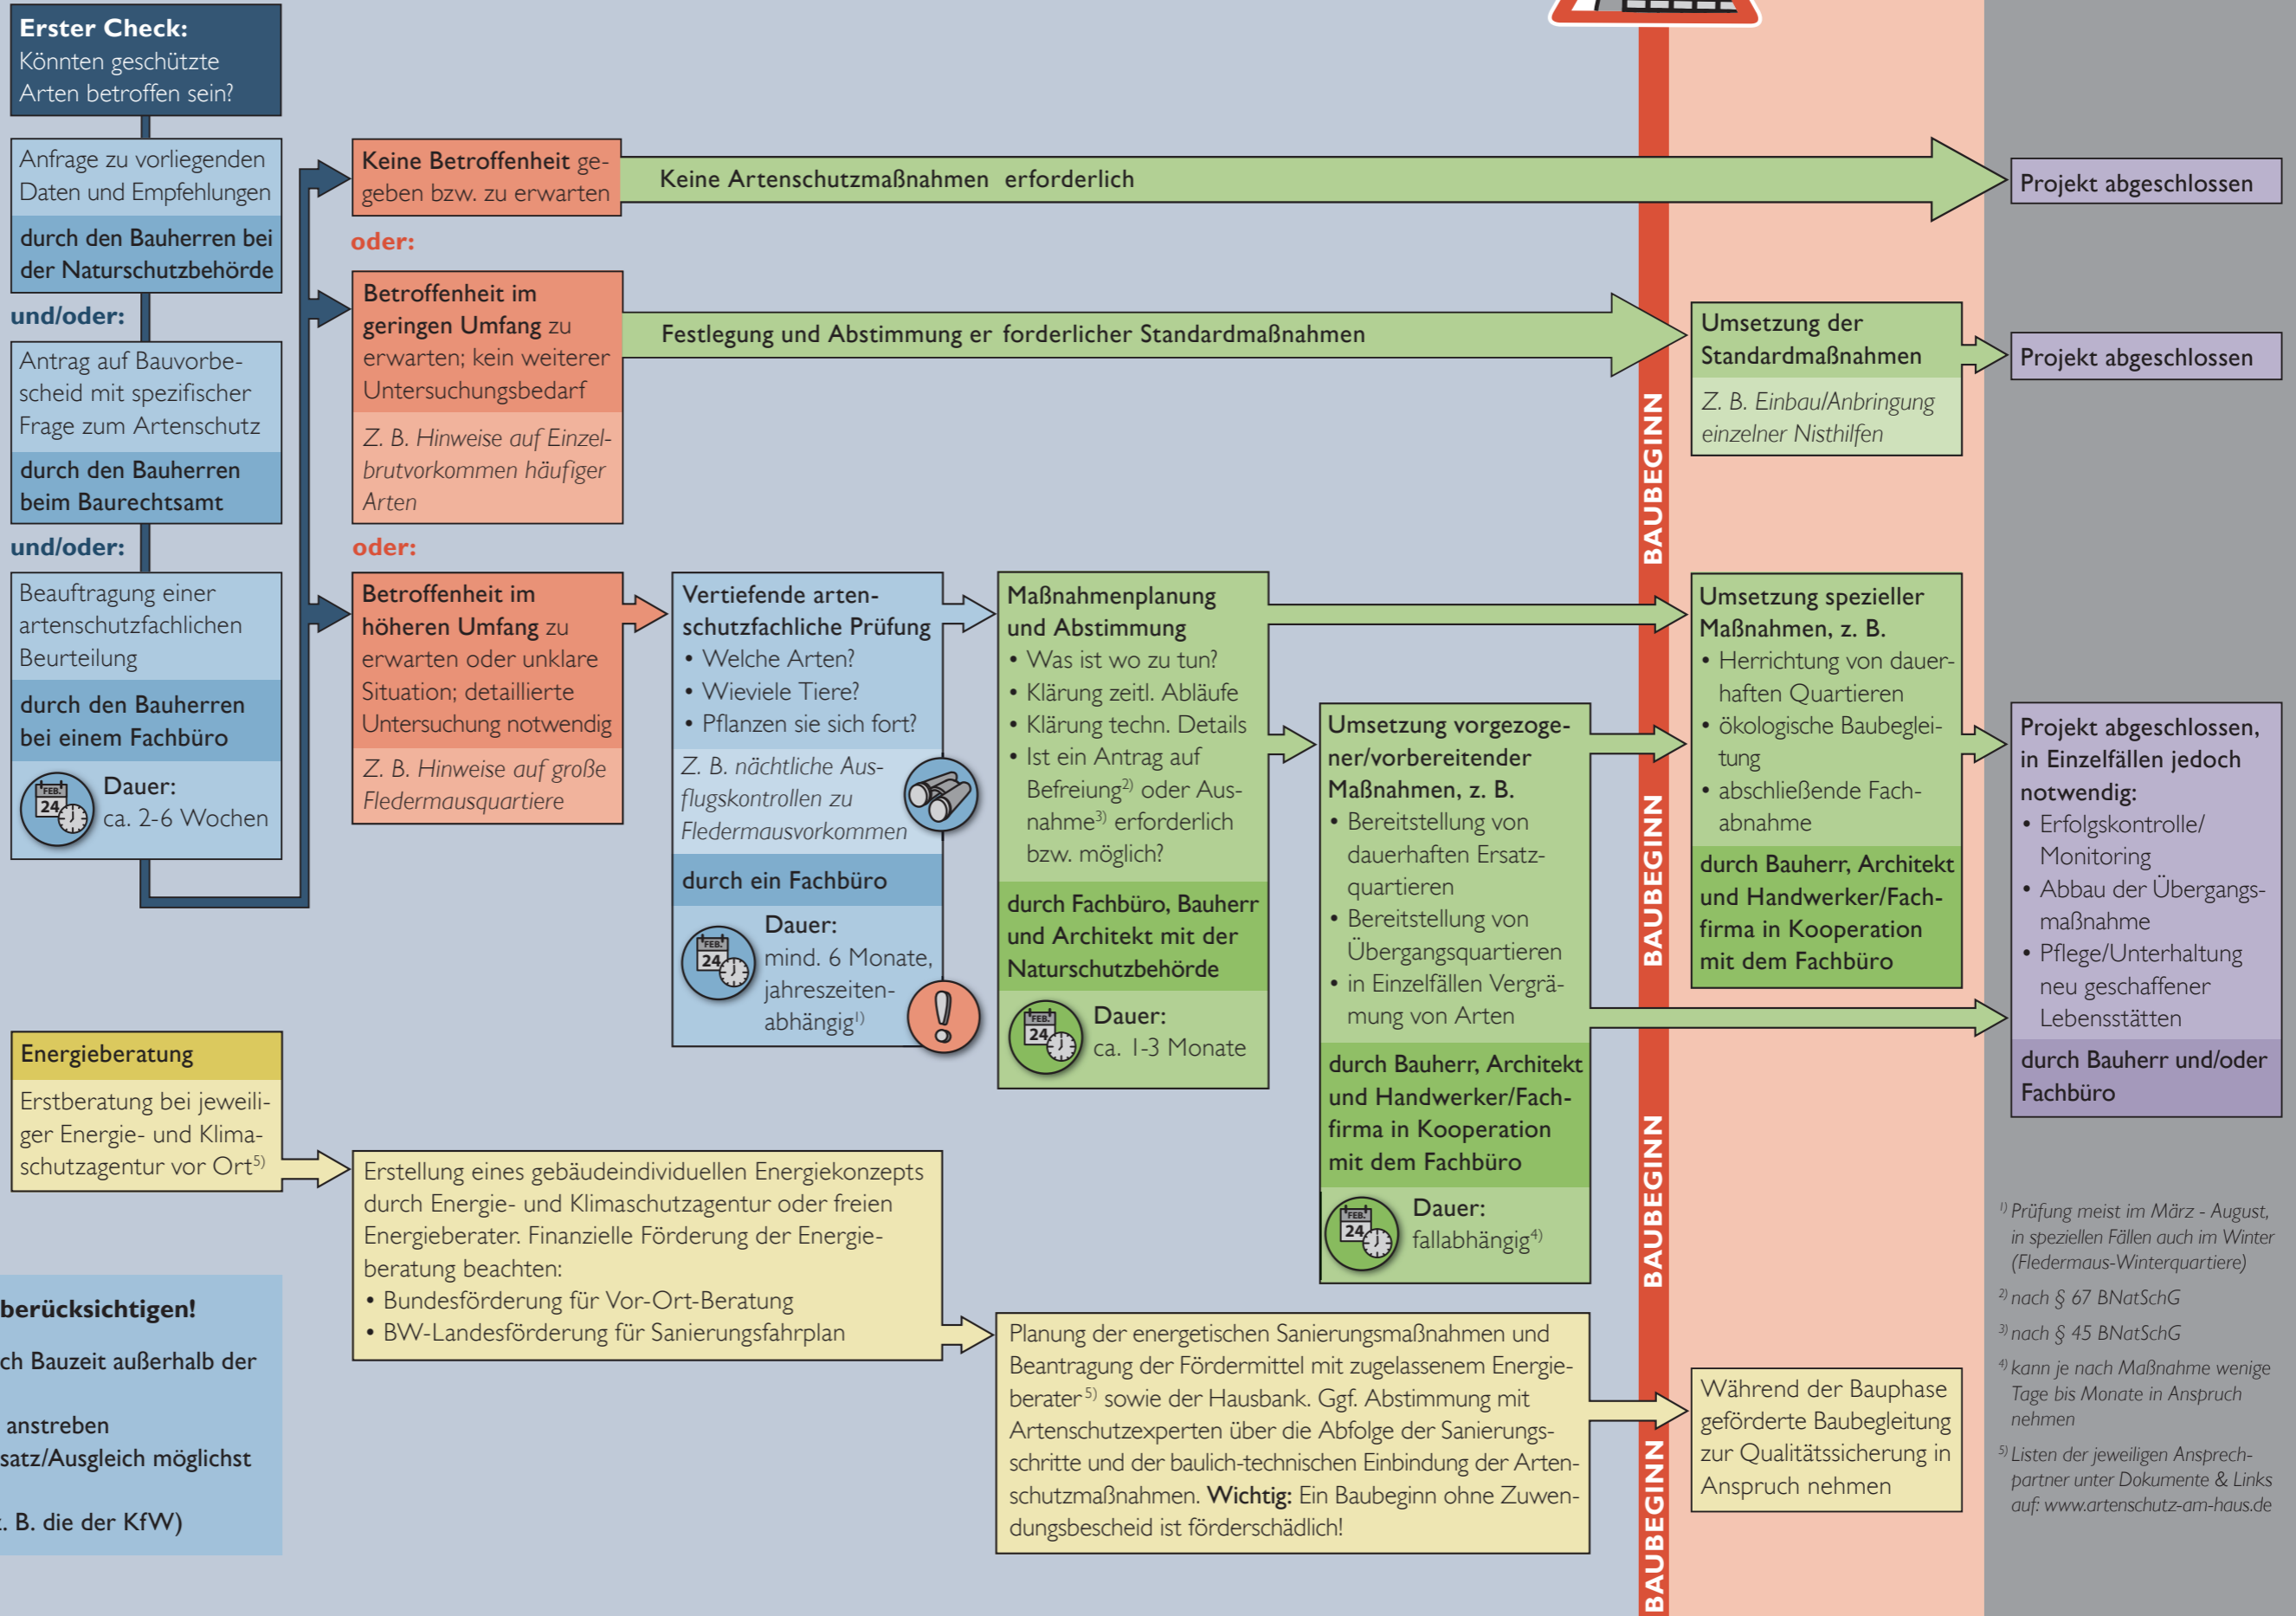 Erster Check:
Könnten geschützte
Arten betroffen sein?
Anfrage zu vorliegenden
Daten und Empfehlungen
durch den Bauherren bei
der Naturschutzbehörde
und/oder:
Antrag auf Bauvorbe-
scheid mit spezifischer
Frage zum Artenschutz
durch den Bauherren
beim Baurechtsamt
und/oder:
Beauftragung einer
artenschutzfachlichen
Beurteilung
durch den Bauherren
bei einem Fachbüro
FEB.
24
Dauer:
ca. 2-6 Wochen
Keine Betroffenheit ge-
geben bzw. zu erwarten
Keine Artenschutzmaßnahmen erforderlich
Projekt abgeschlossen
oder:
Betroffenheit im
geringen Umfang zu
erwarten; kein weiterer
Untersuchungsbedarf
Z. B. Hinweise auf Einzel-
brutvorkommen häufiger
Arten
Festlegung und Abstimmung er forderlicher Standardmaßnahmen
Umsetzung der
Standardmaßnahmen
Z. B. Einbau/Anbringung
einzelner Nisthilfen
Projekt abgeschlossen
oder:
Betroffenheit im
höheren Umfang zu
erwarten oder unklare
Situation; detaillierte
Untersuchung notwendig
Z. B. Hinweise auf große
Fledermausquartiere
Vertiefende arten-
schutzfachliche Prüfung
• Welche Arten?
• Wieviele Tiere?
• Pflanzen sie sich fort?
Z. B. nächtliche Aus-
flugskontrollen zu
Fledermausvorkommen
durch ein Fachbüro
FEB.
24
Dauer:
mind. 6 Monate,
jahreszeiten-
abhängig1)
!
Maßnahmenplanung
und Abstimmung
• Was ist wo zu tun?
• Klärung zeitl. Abläufe
• Klärung techn. Details
• Ist ein Antrag auf
Befreiung2) oder Aus-
nahme3) erforderlich
bzw. möglich?
durch Fachbüro, Bauherr
und Architekt mit der
Naturschutzbehörde
FEB.
24
Dauer:
ca. 1-3 Monate
Umsetzung vorgezoge-
ner/vorbereitender
Maßnahmen, z. B.
• Bereitstellung von
dauerhaften Ersatz-
quartieren
• Bereitstellung von
Übergangsquartieren
• in Einzelfällen Vergrä-
mung von Arten
durch Bauherr, Architekt
und Handwerker/Fach-
firma in Kooperation
mit dem Fachbüro
FEB.
24
Dauer:
fallabhängig4)
BAUBEGINN
BAUBEGINN
BAUBEGINN
BAUBEGINN
Umsetzung spezieller
Maßnahmen, z. B.
• Herrichtung von dauer-
haften Quartieren
• ökologische Baubeglei-
tung
• abschließende Fach-
abnahme
durch Bauherr, Architekt
und Handwerker/Fach-
firma in Kooperation
mit dem Fachbüro
Projekt abgeschlossen,
in Einzelfällen jedoch
notwendig:
• Erfolgskontrolle/
Monitoring
• Abbau der Übergangs-
maßnahme
• Pflege/Unterhaltung
neu geschaffener
Lebensstätten
durch Bauherr und/oder
Fachbüro
Energieberatung
Erstberatung bei jeweili-
ger Energie- und Klima-
schutzagentur vor Ort5)
Erstellung eines gebäudeindividuellen Energiekonzepts
durch Energie- und Klimaschutzagentur oder freien
Energieberater. Finanzielle Förderung der Energie-
beratung beachten:
• Bundesförderung für Vor-Ort-Beratung
• BW-Landesförderung für Sanierungsfahrplan
Planung der energetischen Sanierungsmaßnahmen und
Beantragung der Fördermittel mit zugelassenem Energie-
berater5) sowie der Hausbank. Ggf. Abstimmung mit
Artenschutzexperten über die Abfolge der Sanierungs-
schritte und der baulich-technischen Einbindung der Arten-
schutzmaßnahmen. Wichtig: Ein Baubeginn ohne Zuwen-
dungsbescheid ist förderschädlich!
Während der Bauphase
geförderte Baubegleitung
zur Qualitätssicherung in
Anspruch nehmen
berücksichtigen!
ch Bauzeit außerhalb der
anstreben
satz/Ausgleich möglichst
z. B. die der KfW)
1) Prüfung meist im März - August,
in speziellen Fällen auch im Winter
(Fledermaus-Winterquartiere)
2) nach § 67 BNatSchG
3) nach § 45 BNatSchG
4) kann je nach Maßnahme wenige
Tage bis Monate in Anspruch
nehmen
5) Listen der jeweiligen Ansprech-
partner unter Dokumente & Links
auf: www.artenschutz-am-haus.de